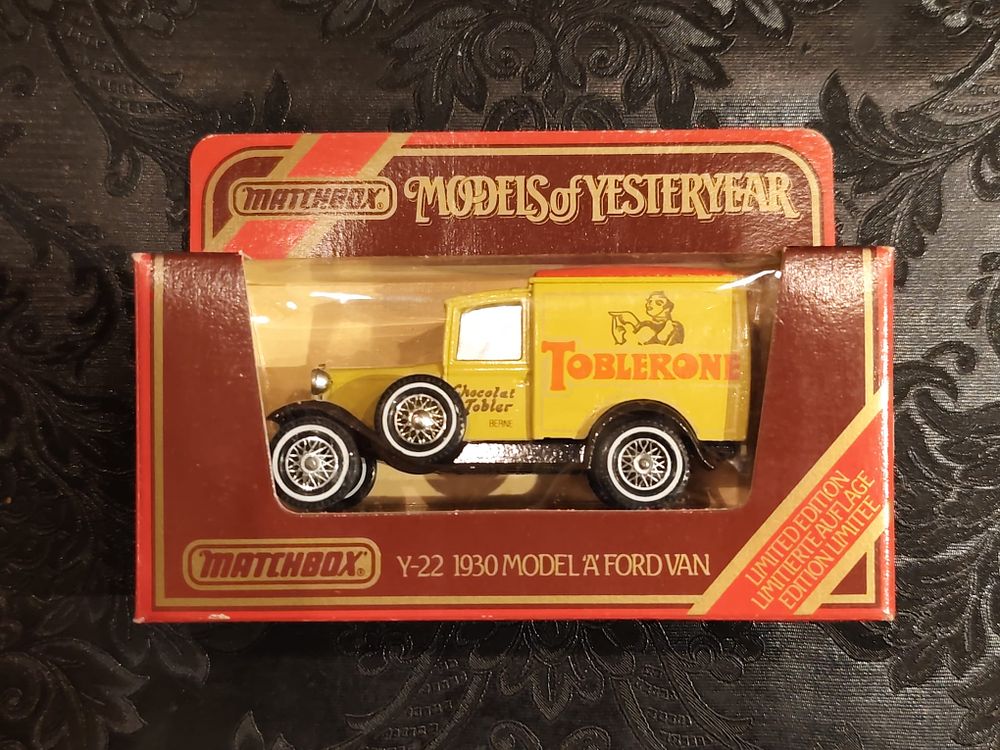 MATCHBOX®
MODELS of YESTERYEAR
TOBLERONE
Chocolat
Tobler
BERNE
MATCHBOX®
Y-22 1930 MODEL 'A' FORD VAN
LIMITED EDITION
LIMITIERTE AUFLAGE
EDITION LIMITEE